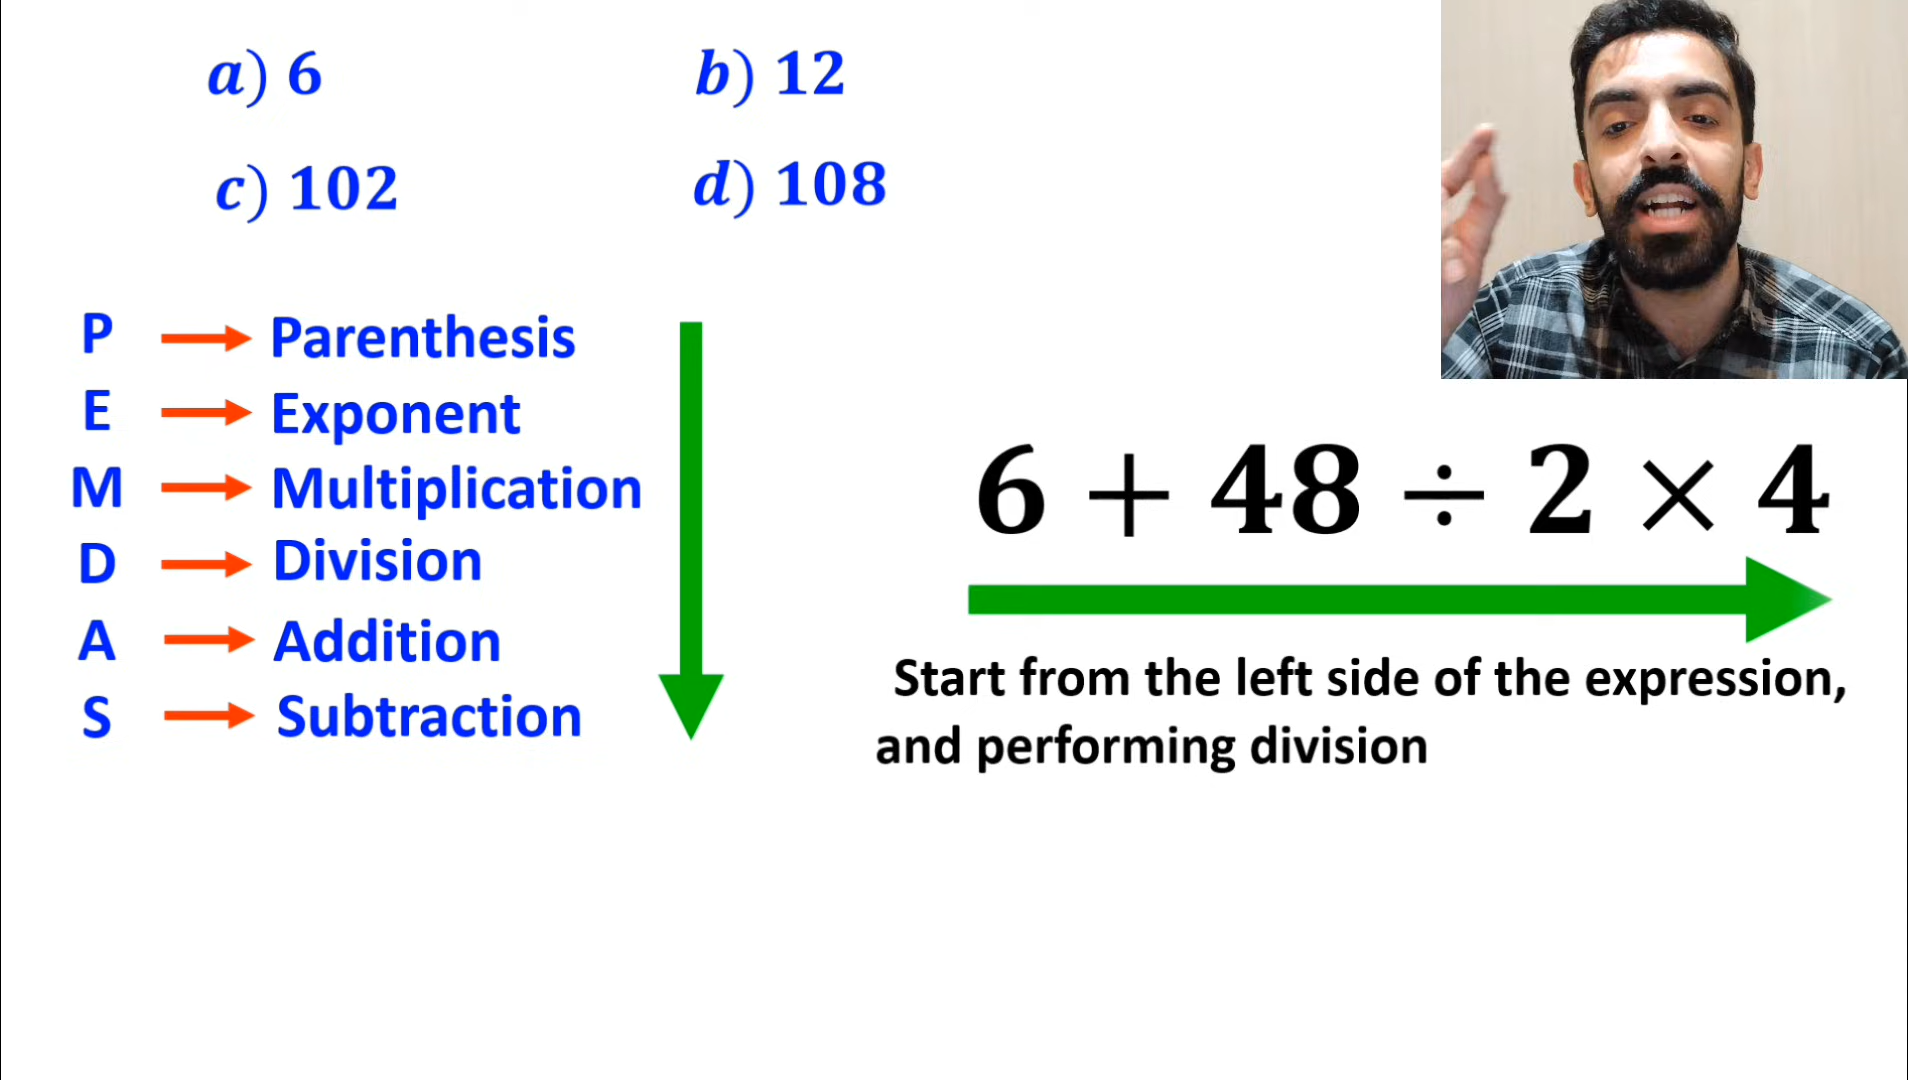 a) 6
b) 12
c) 102
d) 108
P → Parenthesis
E → Exponent
M → Multiplication
D → Division
A → Addition
S → Subtraction
6 + 48 ÷ 2 × 4
Start from the left side of the expression,
and performing division